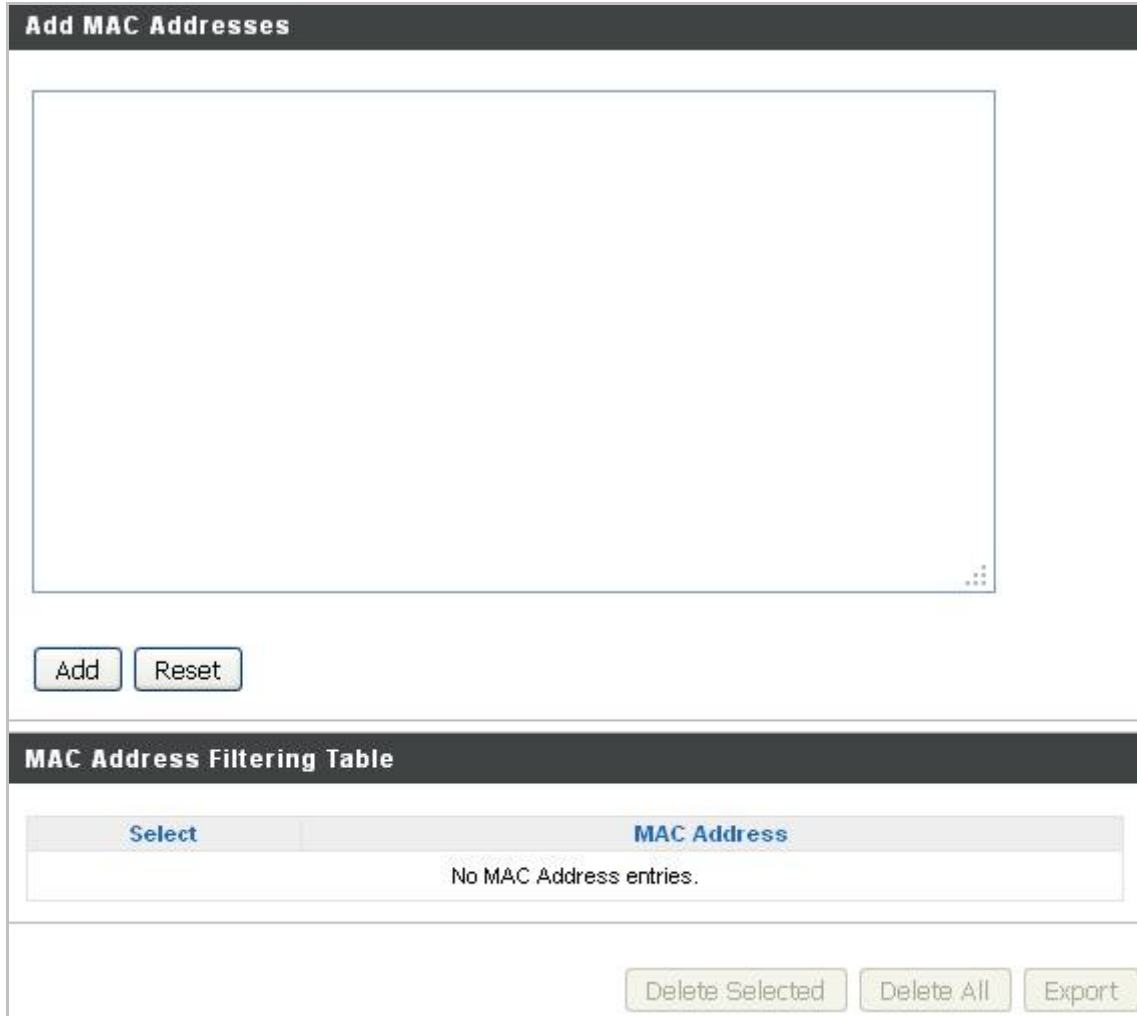 Add MAC Addresses
Add Reset
MAC Address Filtering Table
Select MAC Address
No MAC Address entries.
Delete Selected Delete All Export